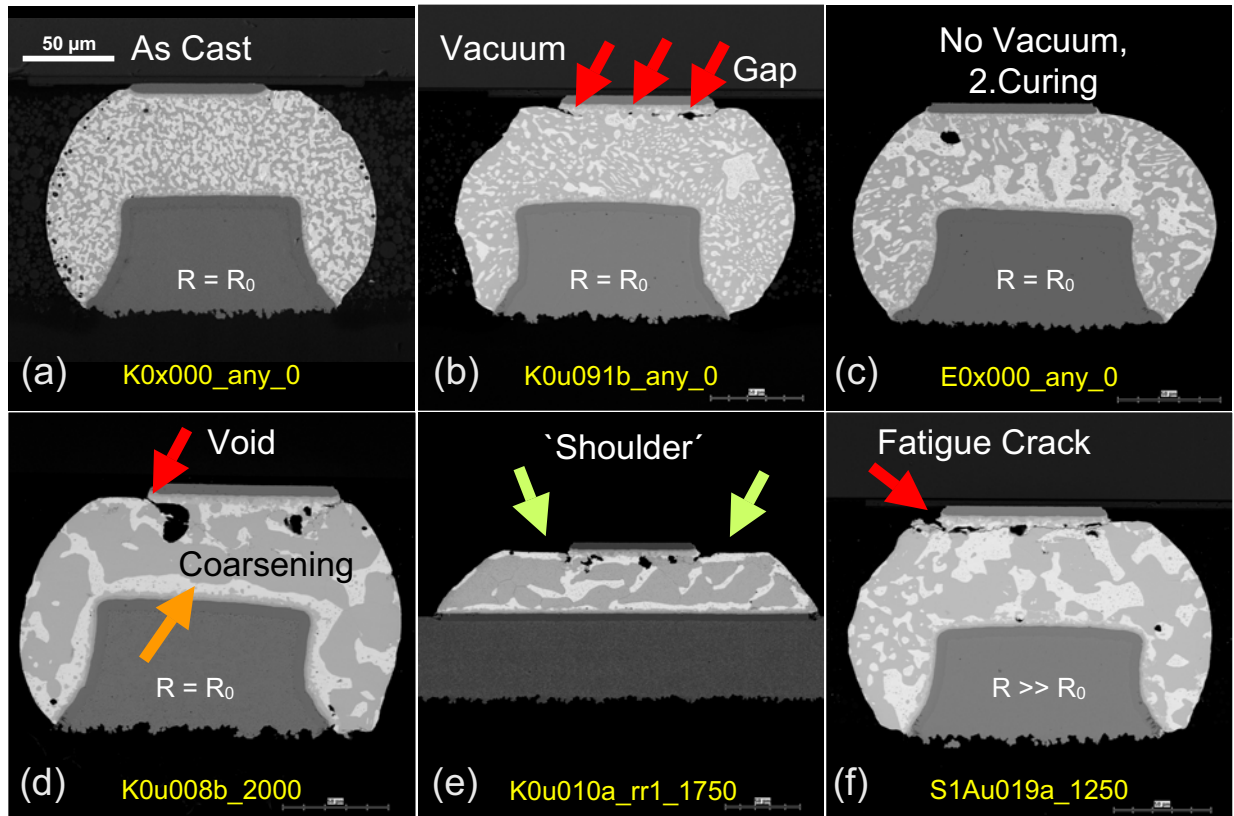 50 µm
As Cast
R = R₀
(a)
K0x000_any_0
Vacuum
Gap
R = R₀
(b)
K0u091b_any_0
No Vacuum,
2.Curing
R = R₀
(c)
E0x000_any_0
Void
Coarsening
R = R₀
(d)
K0u008b_2000
`Shoulder´
(e)
K0u010a_rr1_1750
Fatigue Crack
R >> R₀
(f)
S1Au019a_1250